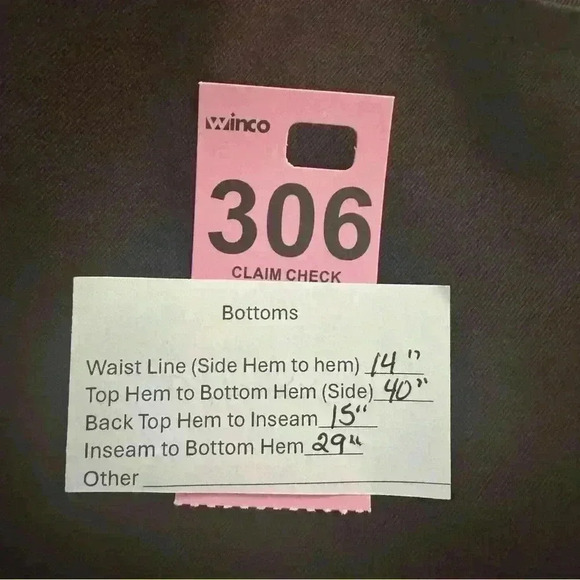 Winco
306
CLAIM CHECK
Bottoms
Waist Line (Side Hem to hem) 14"
Top Hem to Bottom Hem (Side) 40"
Back Top Hem to Inseam 15"
Inseam to Bottom Hem 29"
Other